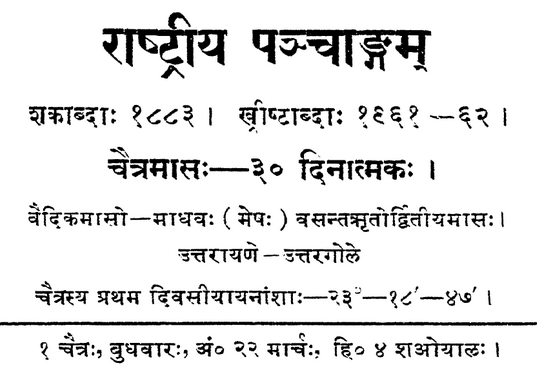 राष्ट्रीय पञ्चाङ्गम्
शकाब्दाः १८८३ । ख्रीष्टाब्दाः १९६१ —६२ ।
चैत्रमासः—३० दिनात्मकः ।
वैदिकमासो—माधवः ( मेषः ) वसन्तऋृतोर्द्वितीयमासः।
उत्तरायणे – उत्तरगोले
चैत्रस्य प्रथम दिवसीयायनांशाः—२३°—१८′—४७′ ।
१ चैत्रः, बुधवारः, अं० २२ मार्चः, हि० ४ शओयालः ।